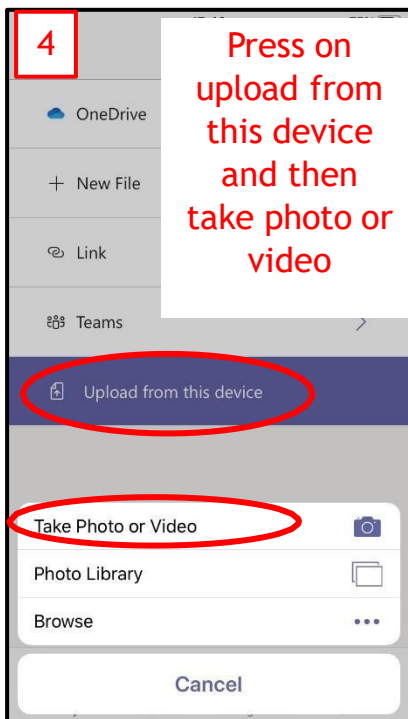 4
Press on
upload from
this device
and then
take photo or
video
OneDrive
New File
Link
Teams
Upload from this device
Take Photo or Video
Photo Library
Browse
Cancel